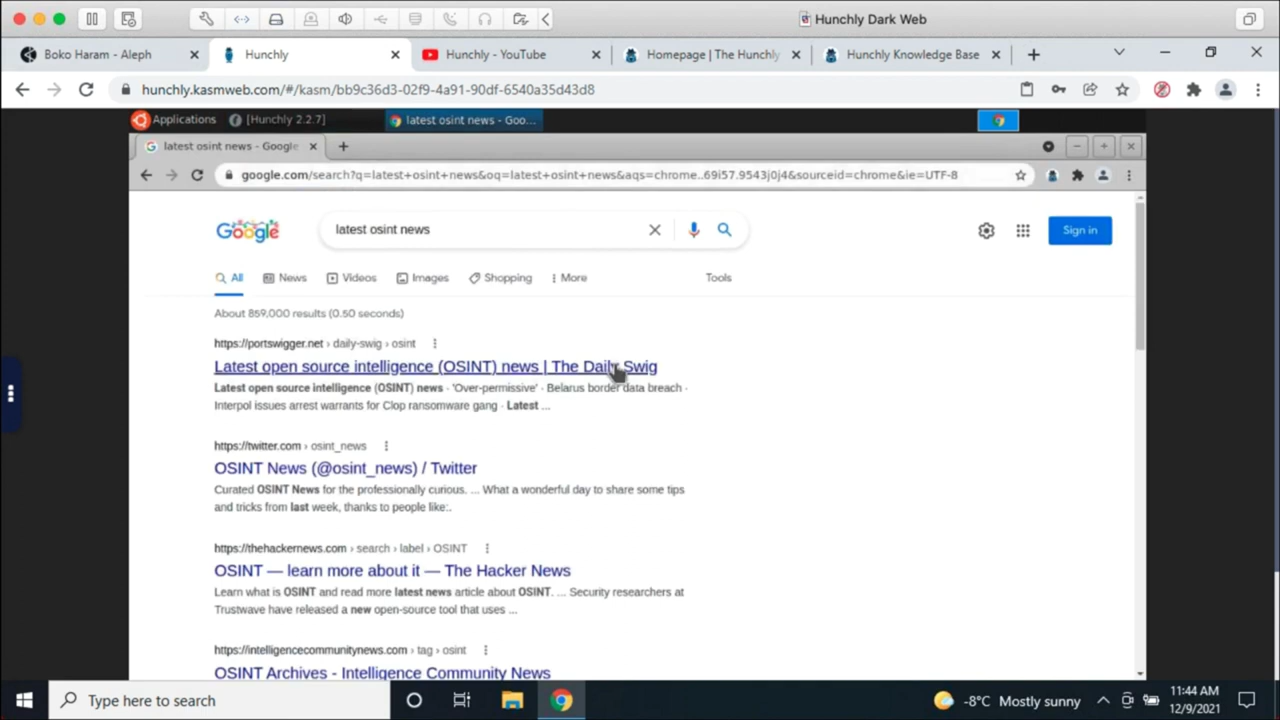 Hunchly Dark Web
Boko Haram - Aleph
Hunchly
Hunchly - YouTube
Homepage | The Hunchly
Hunchly Knowledge Base
hunchly.kasmweb.com/#/kasm/bb9c36d3-02f9-4a91-90df-6540a35d43d8
Applications
[Hunchly 2.2.7]
latest osint news - Goo...
latest osint news - Google
google.com/search?q=latest+osint+news&oq=latest+osint+news&aqs=chrome..69i57.9543j0j4&sourceid=chrome&ie=UTF-8
Google
latest osint news
Sign in
All
News
Videos
Images
Shopping
More
Tools
About 859,000 results (0.50 seconds)
https://portswigger.net › daily-swig › osint
Latest open source intelligence (OSINT) news | The Daily Swig
Latest open source intelligence (OSINT) news · 'Over-permissive' · Belarus border data breach ·
Interpol issues arrest warrants for Clop ransomware gang · Latest ...
https://twitter.com › osint_news
OSINT News (@osint_news) / Twitter
Curated OSINT News for the professionally curious. ... What a wonderful day to share some tips
and tricks from last week, thanks to people like:.
https://thehackernews.com › search › label › OSINT
OSINT — learn more about it — The Hacker News
Learn what is OSINT and read more latest news article about OSINT. ... Security researchers at
Trustwave have released a new open-source tool that uses ...
https://intelligencecommunitynews.com › tag › osint
OSINT Archives - Intelligence Community News
Type here to search
-8°C Mostly sunny
11:44 AM
12/9/2021